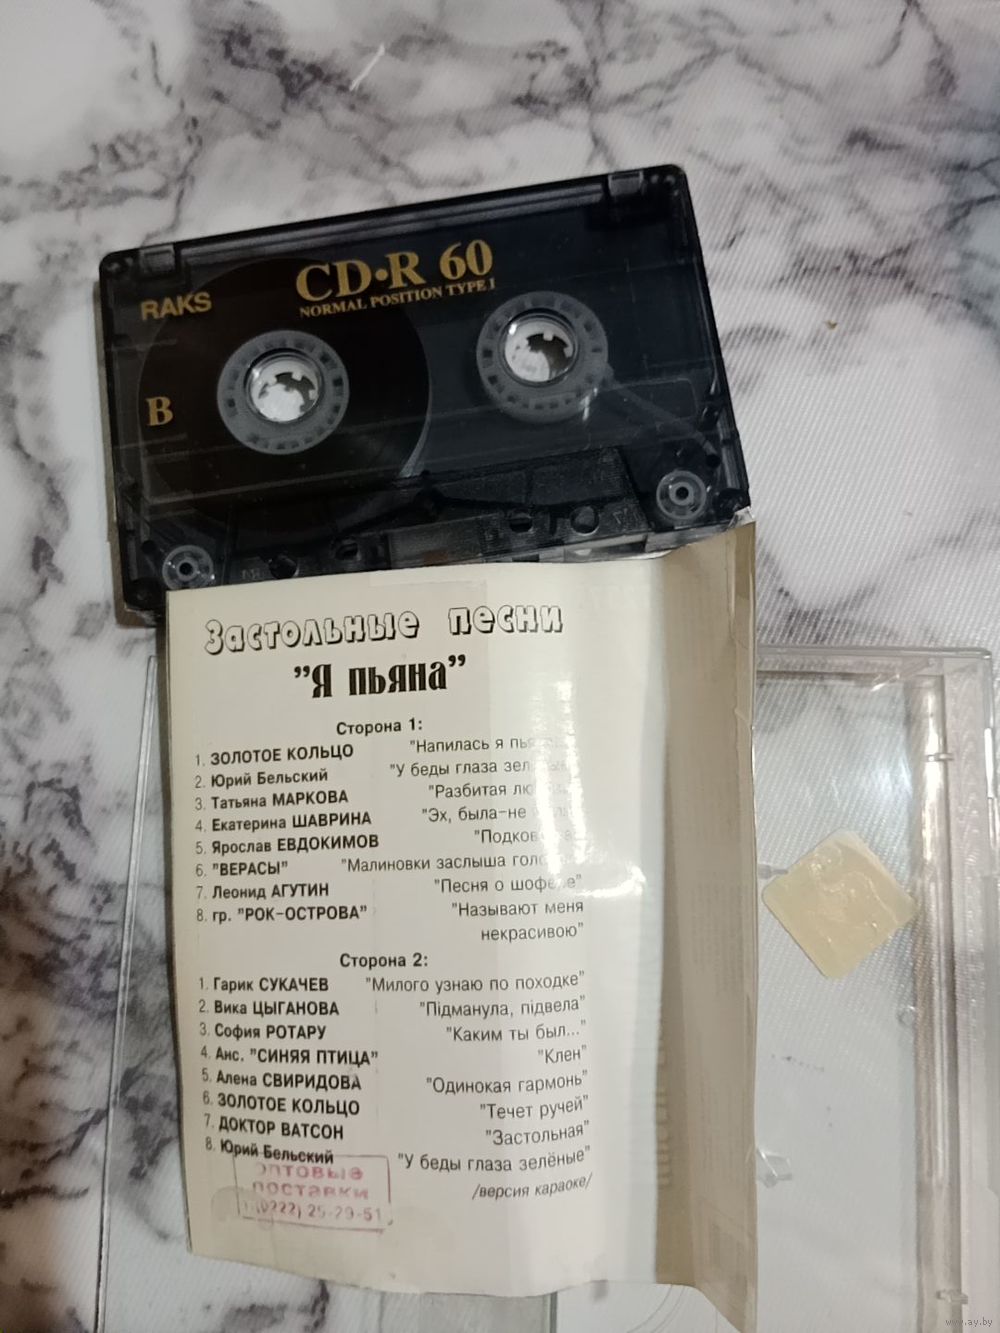 RAKS
CD•R 60
NORMAL POSITION TYPE I
B
Застольные песни
"Я пьяна"
Сторона 1:
1. ЗОЛОТОЕ КОЛЬЦО "Напилась я
2. Юрий Бельский "У беды глаза
3. Татьяна МАРКОВА "Разбитая
4. Екатерина ШАВРИНА "Эх, была-не
5. Ярослав ЕВДОКИМОВ
6. "ВЕРАСЫ" "Малиновки заслыша
7. Леонид АГУТИН "Песня о шофере"
8. гр. "РОК-ОСТРОВА" "Называют меня
некрасивою"
Сторона 2:
1. Гарик СУКАЧЕВ "Милого узнаю по походке"
2. Вика ЦЫГАНОВА "Підманула, підвела"
3. София РОТАРУ "Каким ты был..."
4. Анс. "СИНЯЯ ПТИЦА" "Клен"
5. Алена СВИРИДОВА "Одинокая гармонь"
6. ЗОЛОТОЕ КОЛЬЦО "Течет ручей"
7. ДОКТОР ВАТСОН "Застольная"
8. Юрий Бельский "У беды глаза зелёные"
/версия караоке/
оптовые
поставки
(0222) 25-29-51
www.ay.by